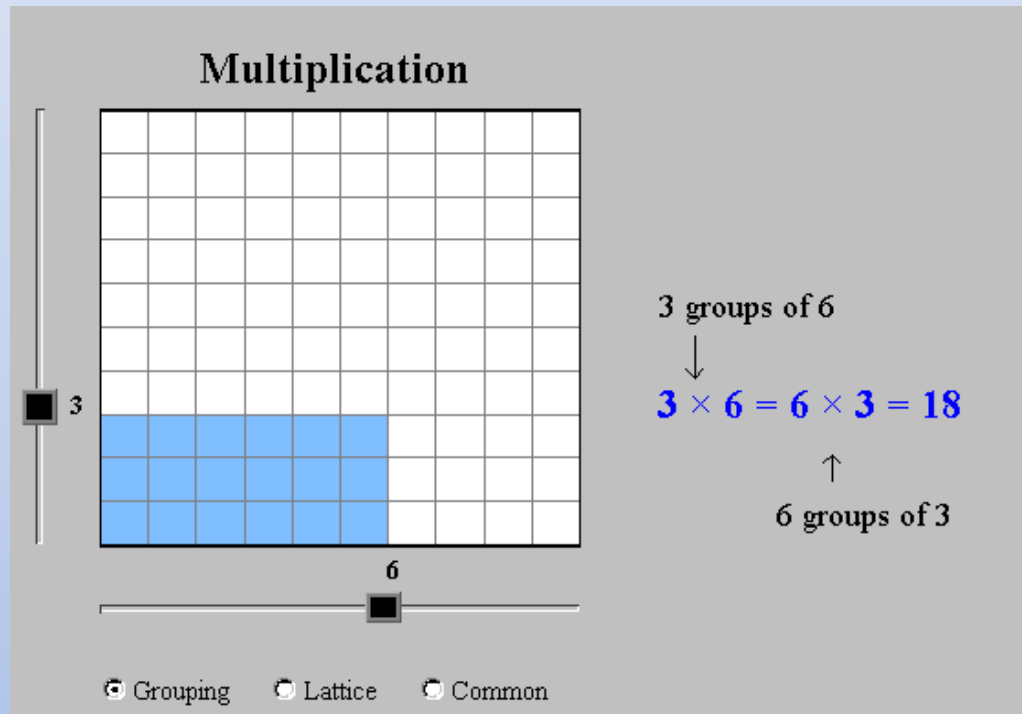 Multiplication
3 groups of 6
3
3 × 6 = 6 × 3 = 18
6 groups of 3
6
Grouping Lattice Common